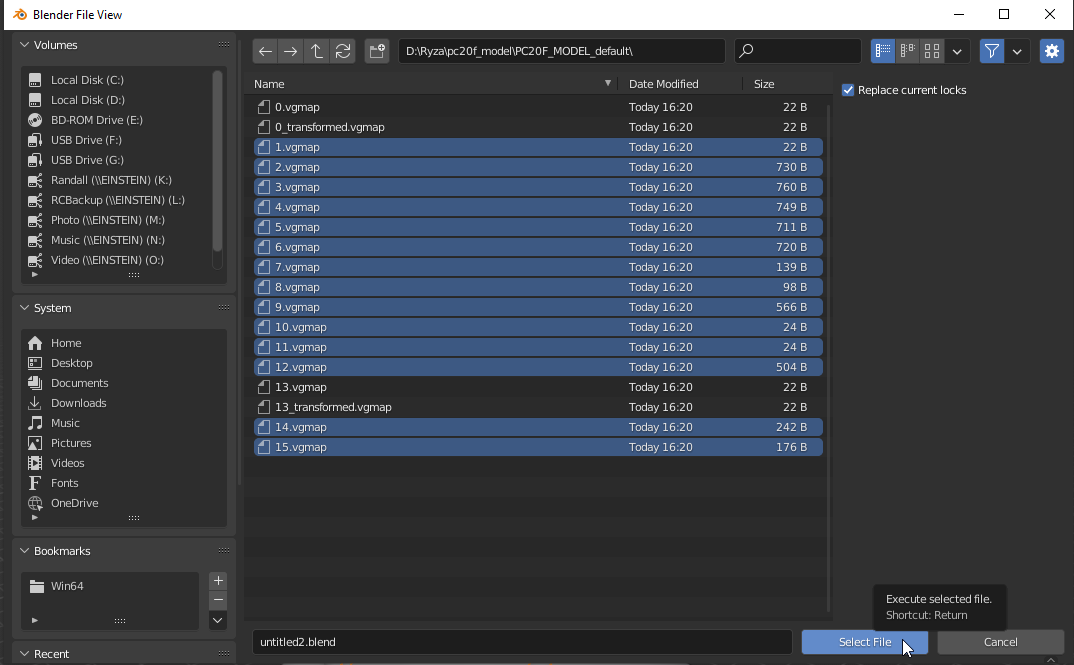 Blender File View
Volumes
Local Disk (C:)
Local Disk (D:)
BD-ROM Drive (E:)
USB Drive (F:)
USB Drive (G:)
Randall (\\EINSTEIN) (K:)
RCBackup (\\EINSTEIN) (L:)
Photo (\\EINSTEIN) (M:)
Music (\\EINSTEIN) (N:)
Video (\\EINSTEIN) (O:)
System
Home
Desktop
Documents
Downloads
Music
Pictures
Videos
Fonts
OneDrive
Bookmarks
Win64
Recent
D:\Ryza\pc20f_model\PC20F_MODEL_default\
Name Date Modified Size
0.vgmap Today 16:20 22 B
0_transformed.vgmap Today 16:20 22 B
1.vgmap Today 16:20 22 B
2.vgmap Today 16:20 730 B
3.vgmap Today 16:20 760 B
4.vgmap Today 16:20 749 B
5.vgmap Today 16:20 711 B
6.vgmap Today 16:20 720 B
7.vgmap Today 16:20 139 B
8.vgmap Today 16:20 98 B
9.vgmap Today 16:20 566 B
10.vgmap Today 16:20 24 B
11.vgmap Today 16:20 24 B
12.vgmap Today 16:20 504 B
13.vgmap Today 16:20 22 B
13_transformed.vgmap Today 16:20 22 B
14.vgmap Today 16:20 242 B
15.vgmap Today 16:20 176 B
Replace current locks
Execute selected file.
Shortcut: Return
untitled2.blend
Select File
Cancel